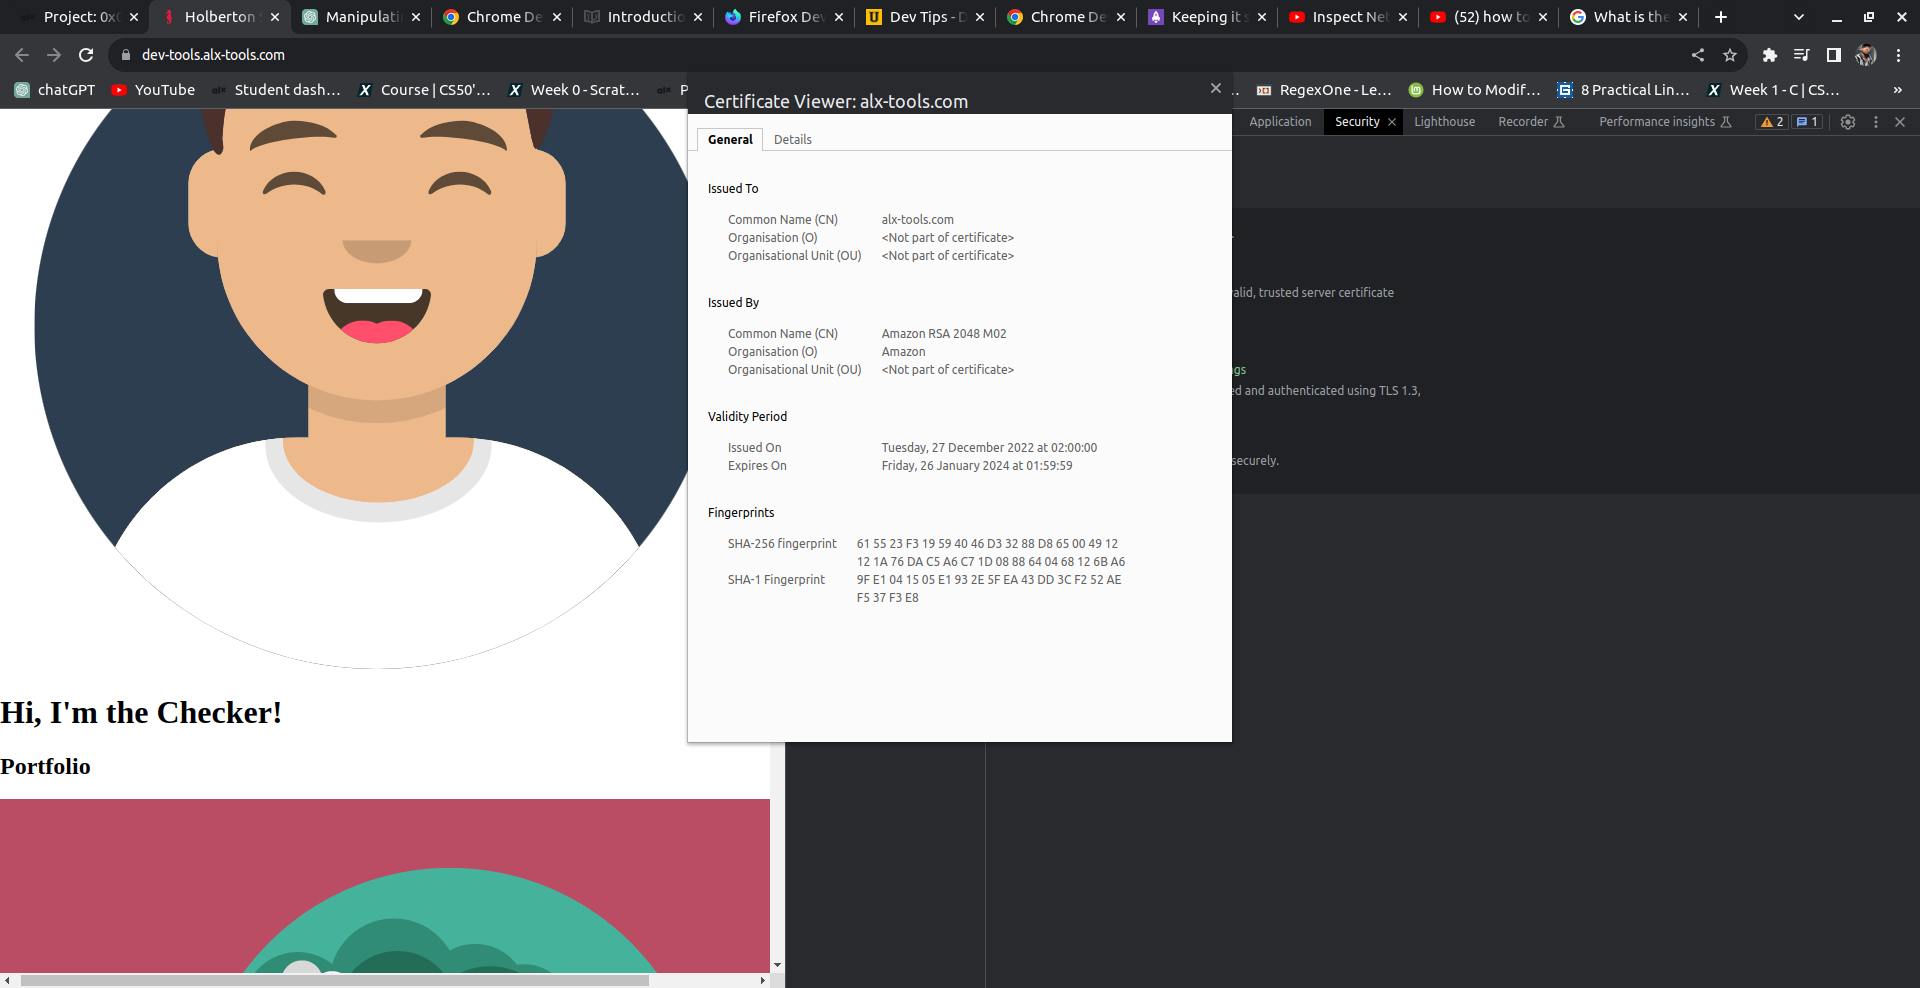 Project: 0x
Holberton
Manipulati
Chrome De
Introductio
Firefox Dev
Dev Tips - D
Chrome De
Keeping it s
Inspect Net
(52) how to
What is the
dev-tools.alx-tools.com
chatGPT
YouTube
Student dash...
Course | CS50'...
Week 0 - Scrat...
RegexOne - Le...
How to Modif...
8 Practical Lin...
Week 1 - C | CS...
»
Certificate Viewer: alx-tools.com
Application
Security
Lighthouse
Recorder
Performance insights
2
1
General
Details
Issued To
Common Name (CN) alx-tools.com
Organisation (O) <Not part of certificate>
Organisational Unit (OU) <Not part of certificate>
Issued By
Common Name (CN) Amazon RSA 2048 M02
Organisation (O) Amazon
Organisational Unit (OU) <Not part of certificate>
Validity Period
Issued On Tuesday, 27 December 2022 at 02:00:00
Expires On Friday, 26 January 2024 at 01:59:59
Fingerprints
SHA-256 fingerprint 61 55 23 F3 19 59 40 46 D3 32 88 D8 65 00 49 12
12 1A 76 DA C5 A6 C7 1D 08 88 64 04 68 12 6B A6
SHA-1 Fingerprint 9F E1 04 15 05 E1 93 2E 5F EA 43 DD 3C F2 52 AE
F5 37 F3 E8
alid, trusted server certificate
ngs
ed and authenticated using TLS 1.3,
securely.
Hi, I'm the Checker!
Portfolio